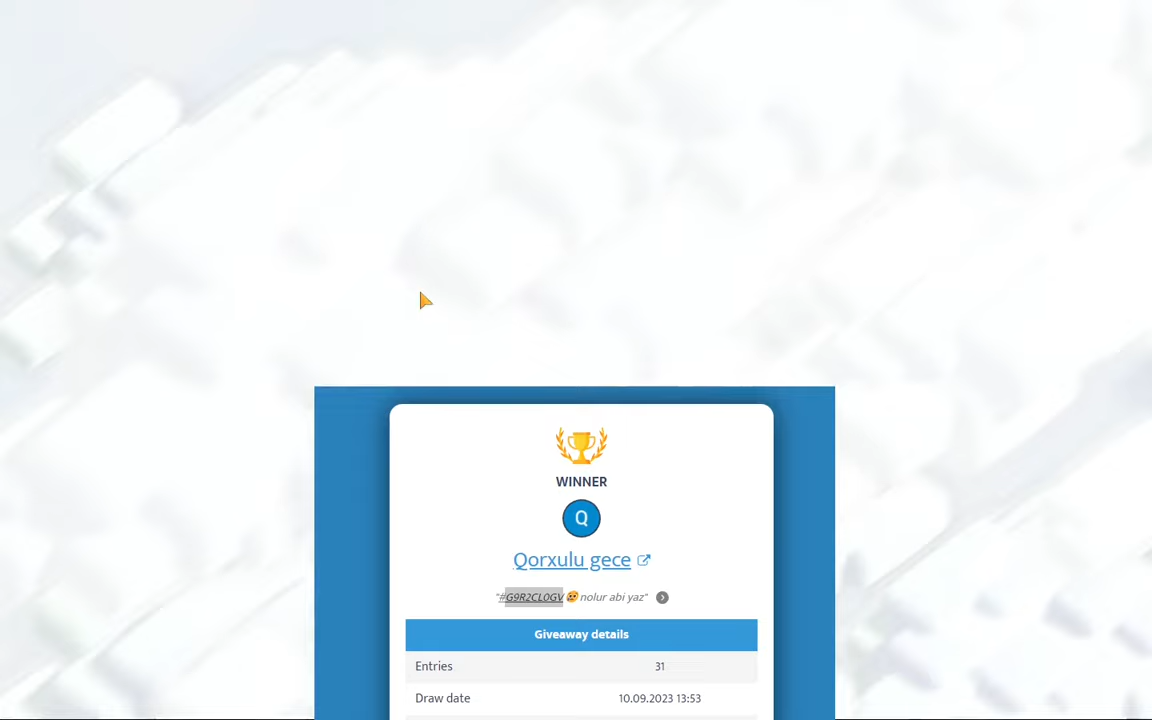 WINNER
Q
Qorxulu gece
"#G9R2CL0GV 🥺 nolur abi yaz"
Giveaway details
Entries 31
Draw date 10.09.2023 13:53